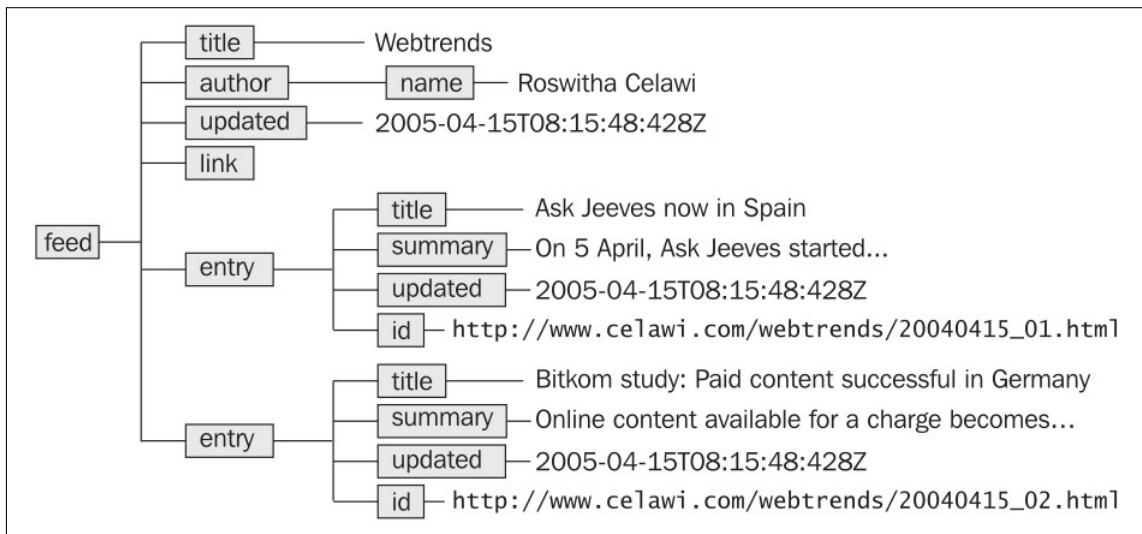 title Webtrends
author name Roswitha Celawi
updated 2005-04-15T08:15:48:428Z
link
feed
entry
title Ask Jeeves now in Spain
summary On 5 April, Ask Jeeves started...
updated 2005-04-15T08:15:48:428Z
id http://www.celawi.com/webtrends/20040415_01.html
entry
title Bitkom study: Paid content successful in Germany
summary Online content available for a charge becomes...
updated 2005-04-15T08:15:48:428Z
id http://www.celawi.com/webtrends/20040415_02.html